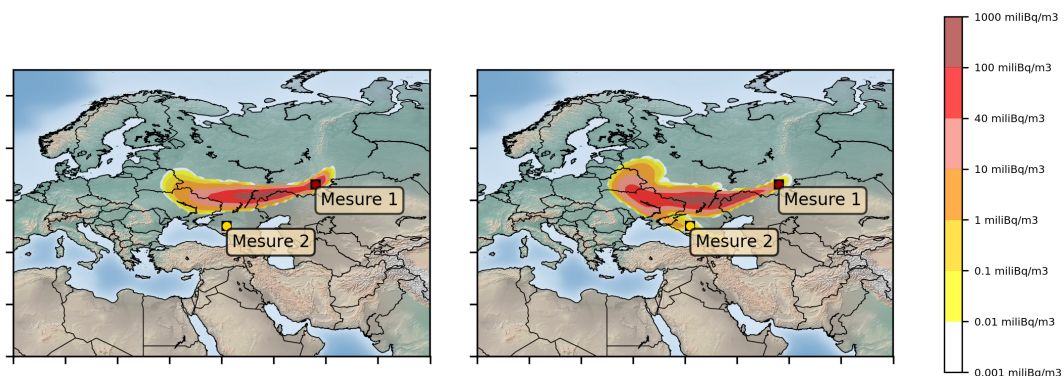 Mesure 1
Mesure 2
Mesure 1
Mesure 2
1000 miliBq/m3
100 miliBq/m3
40 miliBq/m3
10 miliBq/m3
1 miliBq/m3
0.1 miliBq/m3
0.01 miliBq/m3
0.001 miliBq/m3